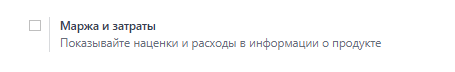 Маржа и затраты
Показывайте наценки и расходы в информации о продукте